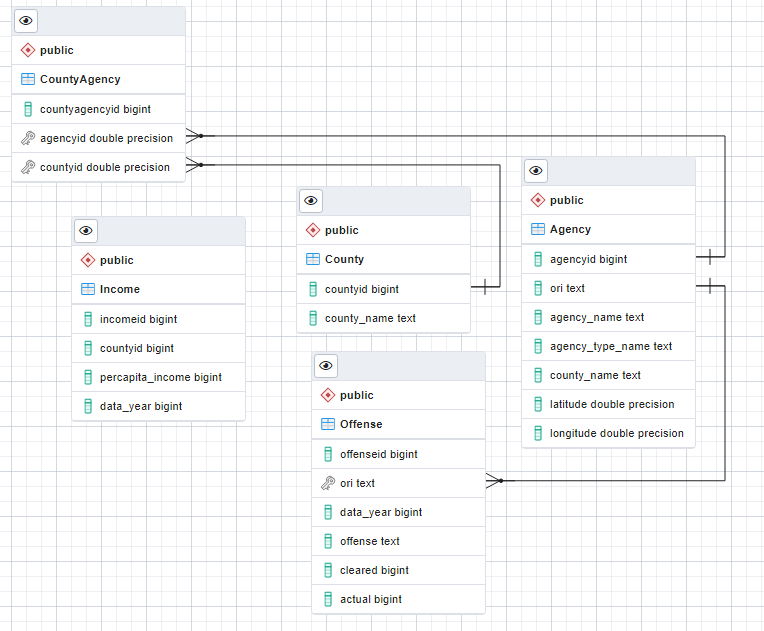 public
CountyAgency
countyagencyid bigint
agencyid double precision
countyid double precision
public
Income
incomeid bigint
countyid bigint
percapita_income bigint
data_year bigint
public
County
countyid bigint
county_name text
public
Agency
agencyid bigint
ori text
agency_name text
agency_type_name text
county_name text
latitude double precision
longitude double precision
public
Offense
offenseid bigint
ori text
data_year bigint
offense text
cleared bigint
actual bigint